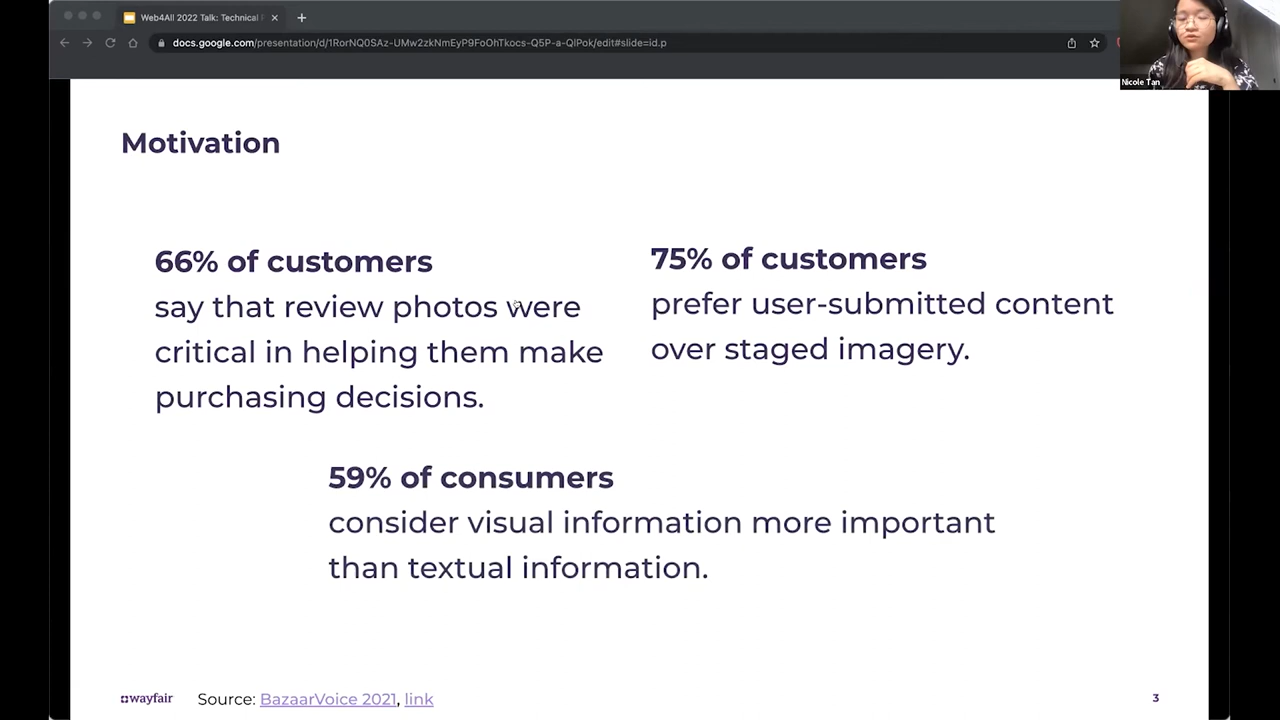 Web4All 2022 Talk: Technical
docs.google.com/presentation/d/1RorNQ0SAz-UMw2zkNmEyP9FoOhTkocs-Q5P-a-QlPok/edit#slide=id.p
Nicole Tan
Motivation
66% of customers
say that review photos were
critical in helping them make
purchasing decisions.
75% of customers
prefer user-submitted content
over staged imagery.
59% of consumers
consider visual information more important
than textual information.
wayfair
Source: BazaarVoice 2021, link
3